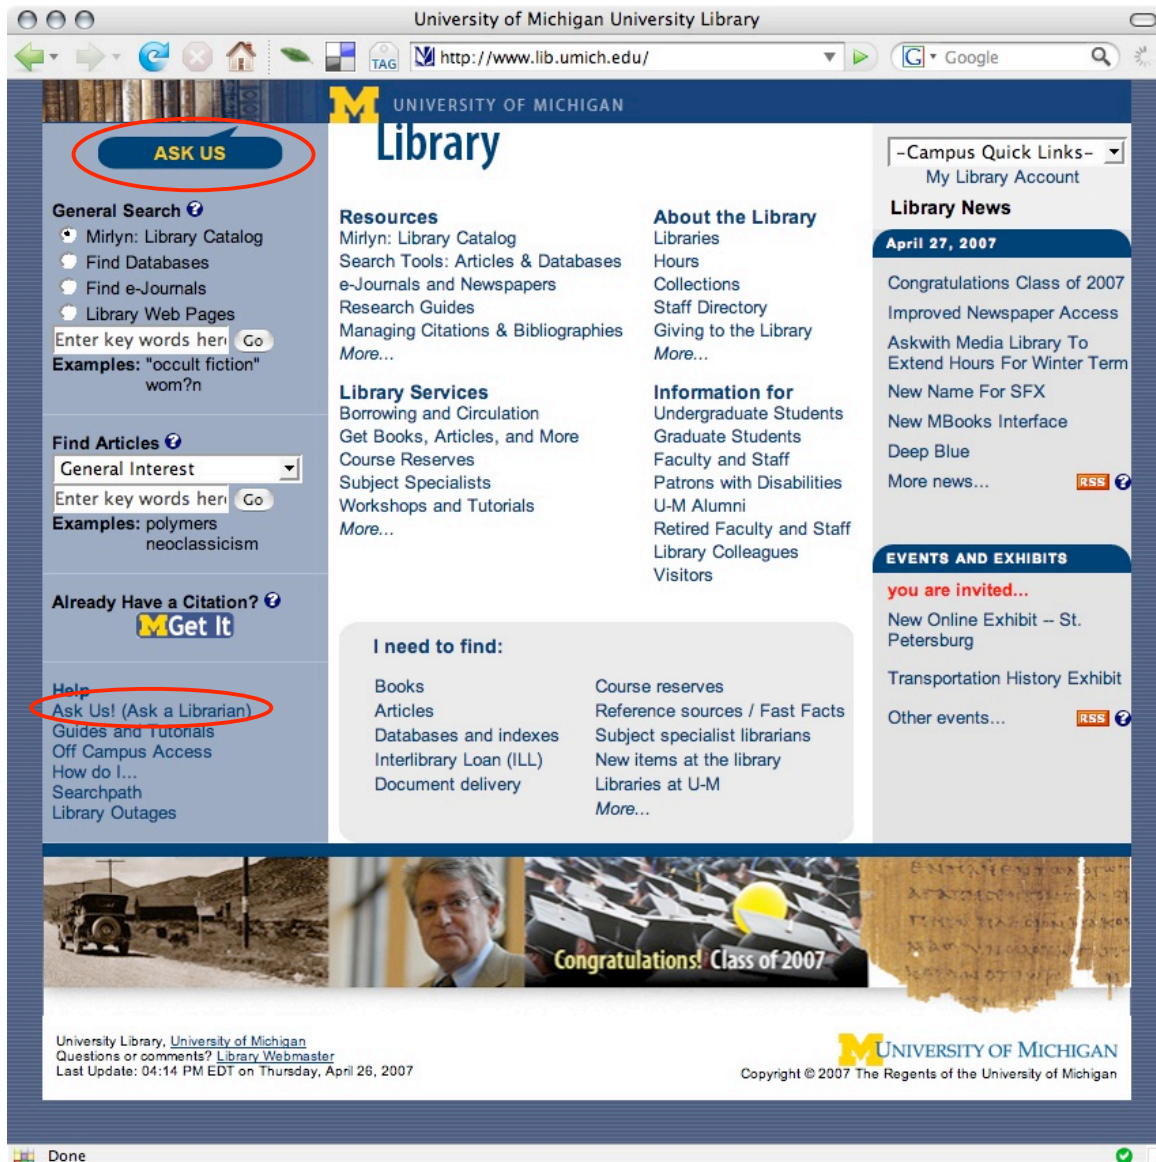 University of Michigan University Library
TAG
http://www.lib.umich.edu/
G
Google
M UNIVERSITY OF MICHIGAN
Library
ASK US
General Search ?
Mirlyn: Library Catalog
Find Databases
Find e-Journals
Library Web Pages
Enter key words her Go
Examples: "occult fiction"
wom?n
Find Articles ?
General Interest
Enter key words her Go
Examples: polymers
neoclassicism
Already Have a Citation? ?
MGet It
Help
Ask Us! (Ask a Librarian)
Guides and Tutorials
Off Campus Access
How do I...
Searchpath
Library Outages
Resources
Mirlyn: Library Catalog
Search Tools: Articles & Databases
e-Journals and Newspapers
Research Guides
Managing Citations & Bibliographies
More...
Library Services
Borrowing and Circulation
Get Books, Articles, and More
Course Reserves
Subject Specialists
Workshops and Tutorials
More...
About the Library
Libraries
Hours
Collections
Staff Directory
Giving to the Library
More...
Information for
Undergraduate Students
Graduate Students
Faculty and Staff
Patrons with Disabilities
U-M Alumni
Retired Faculty and Staff
Library Colleagues
Visitors
I need to find:
Books
Articles
Databases and indexes
Interlibrary Loan (ILL)
Document delivery
Course reserves
Reference sources / Fast Facts
Subject specialist librarians
New items at the library
Libraries at U-M
More...
-Campus Quick Links-
My Library Account
Library News
April 27, 2007
Congratulations Class of 2007
Improved Newspaper Access
Askwith Media Library To
Extend Hours For Winter Term
New Name For SFX
New MBooks Interface
Deep Blue
More news... RSS ?
EVENTS AND EXHIBITS
you are invited...
New Online Exhibit -- St.
Petersburg
Transportation History Exhibit
Other events... RSS ?
Congratulations! Class of 2007
University Library, University of Michigan
Questions or comments? Library Webmaster
Last Update: 04:14 PM EDT on Thursday, April 26, 2007
M UNIVERSITY OF MICHIGAN
Copyright © 2007 The Regents of the University of Michigan
Done